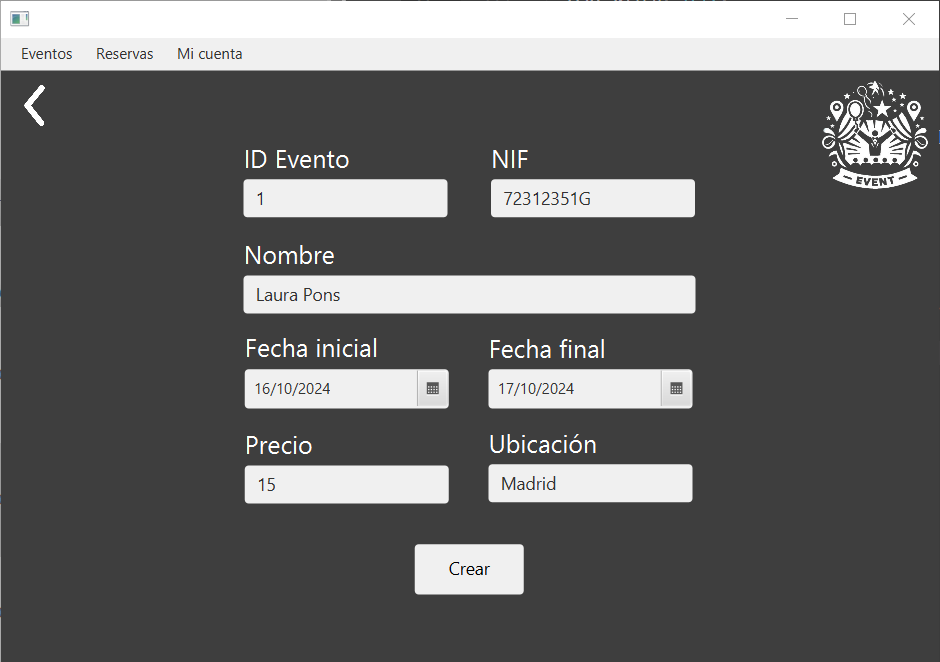 Eventos Reservas Mi cuenta
EVENT
ID Evento NIF
1 72312351G
Nombre
Laura Pons
Fecha inicial Fecha final
16/10/2024 17/10/2024
Precio Ubicación
15 Madrid
Crear